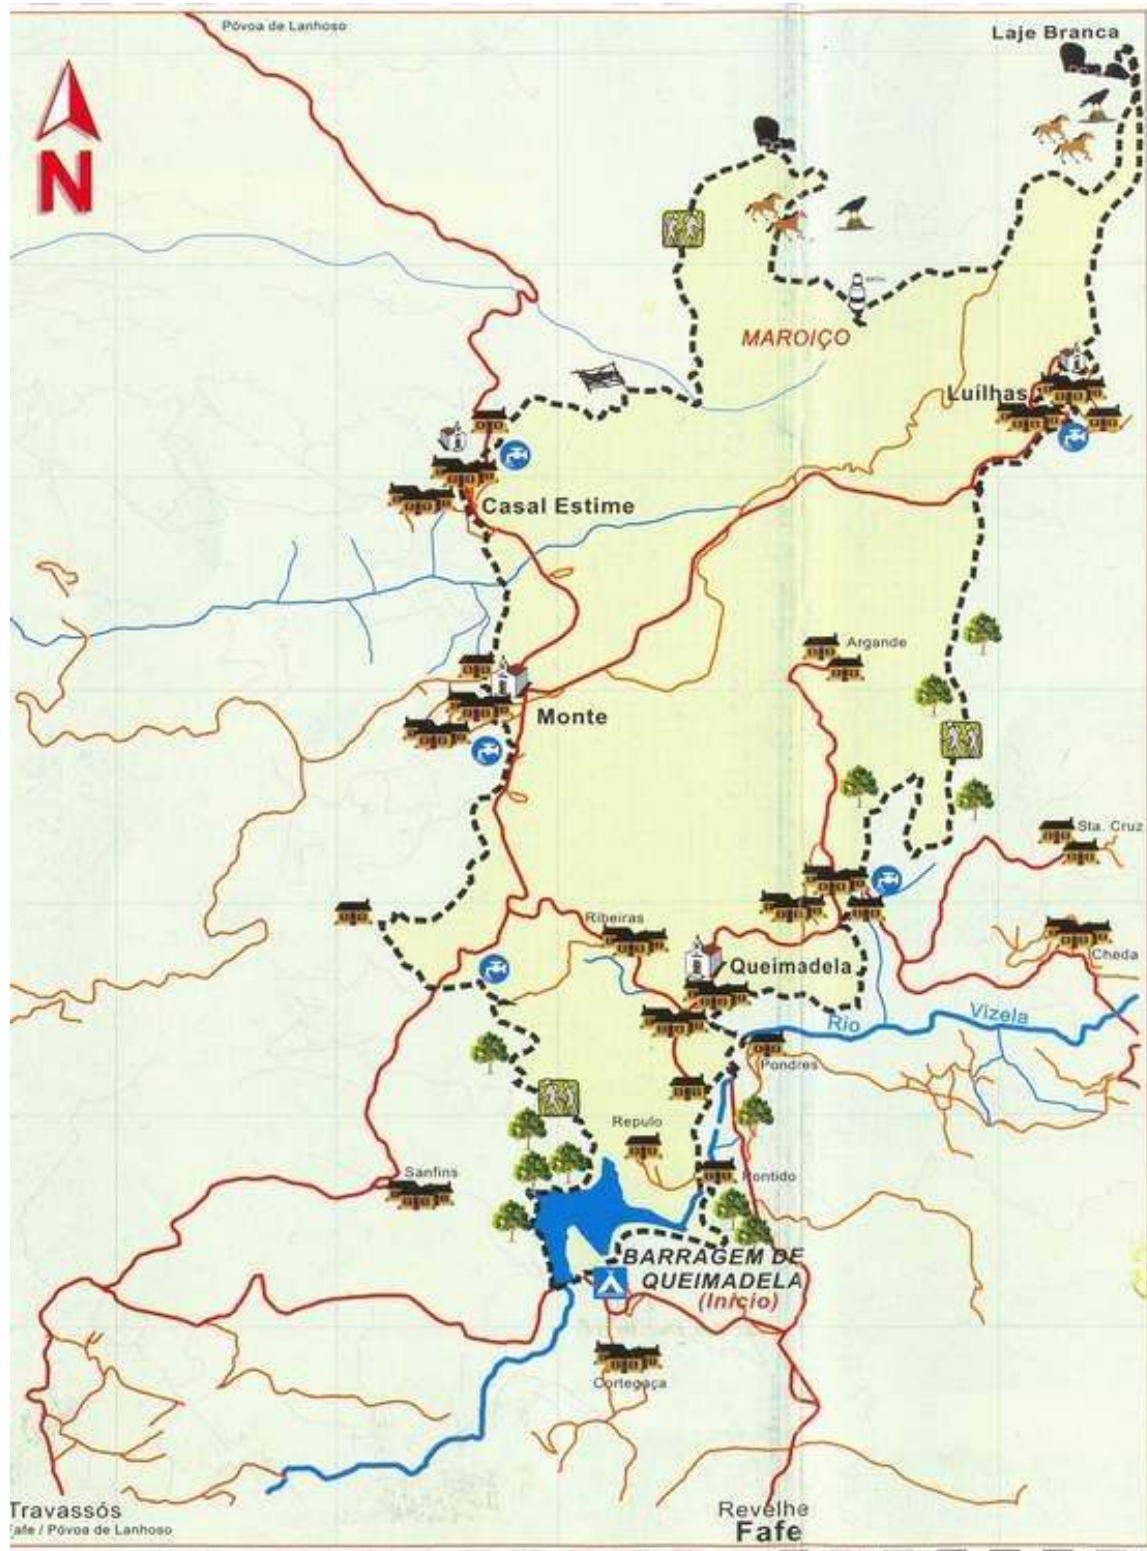 Póvoa de Lanhoso
Laje Branca
N
MAROIÇO
Luílhas
Casal Estime
Argande
Monte
Sta. Cruz
Ribeiras
Queimadela
Cheda
Rio Vizela
Pondres
Repulo
Sanfins
Pontido
BARRAGEM DE
QUEIMADELA
(Início)
Cortegaça
Travassós
Fafe / Póvoa de Lanhoso
Revelhe
Fafe